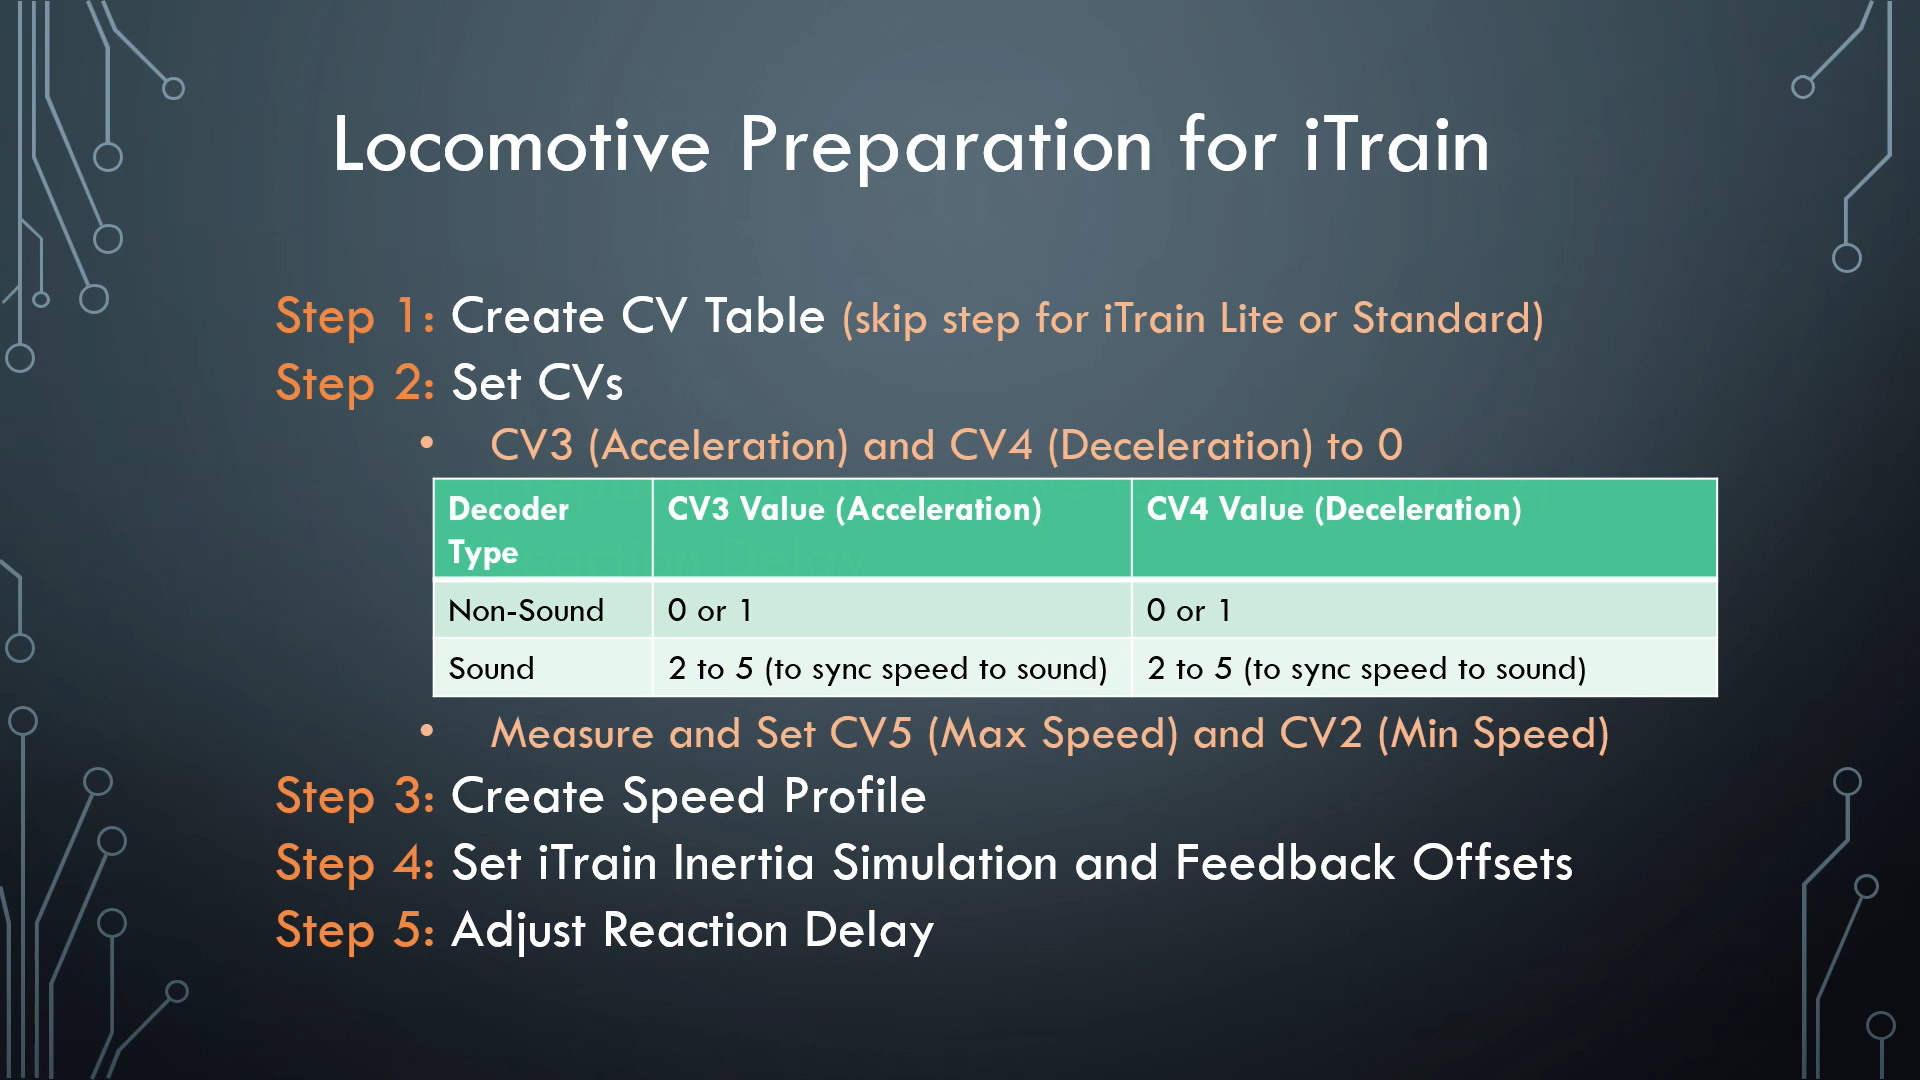 Locomotive Preparation for iTrain
Step 1: Create CV Table (skip step for iTrain Lite or Standard)
Step 2: Set CVs
• CV3 (Acceleration) and CV4 (Deceleration) to 0
Decoder Type CV3 Value (Acceleration) CV4 Value (Deceleration)
Non-Sound 0 or 1 0 or 1
Sound 2 to 5 (to sync speed to sound) 2 to 5 (to sync speed to sound)
• Measure and Set CV5 (Max Speed) and CV2 (Min Speed)
Step 3: Create Speed Profile
Step 4: Set iTrain Inertia Simulation and Feedback Offsets
Step 5: Adjust Reaction Delay